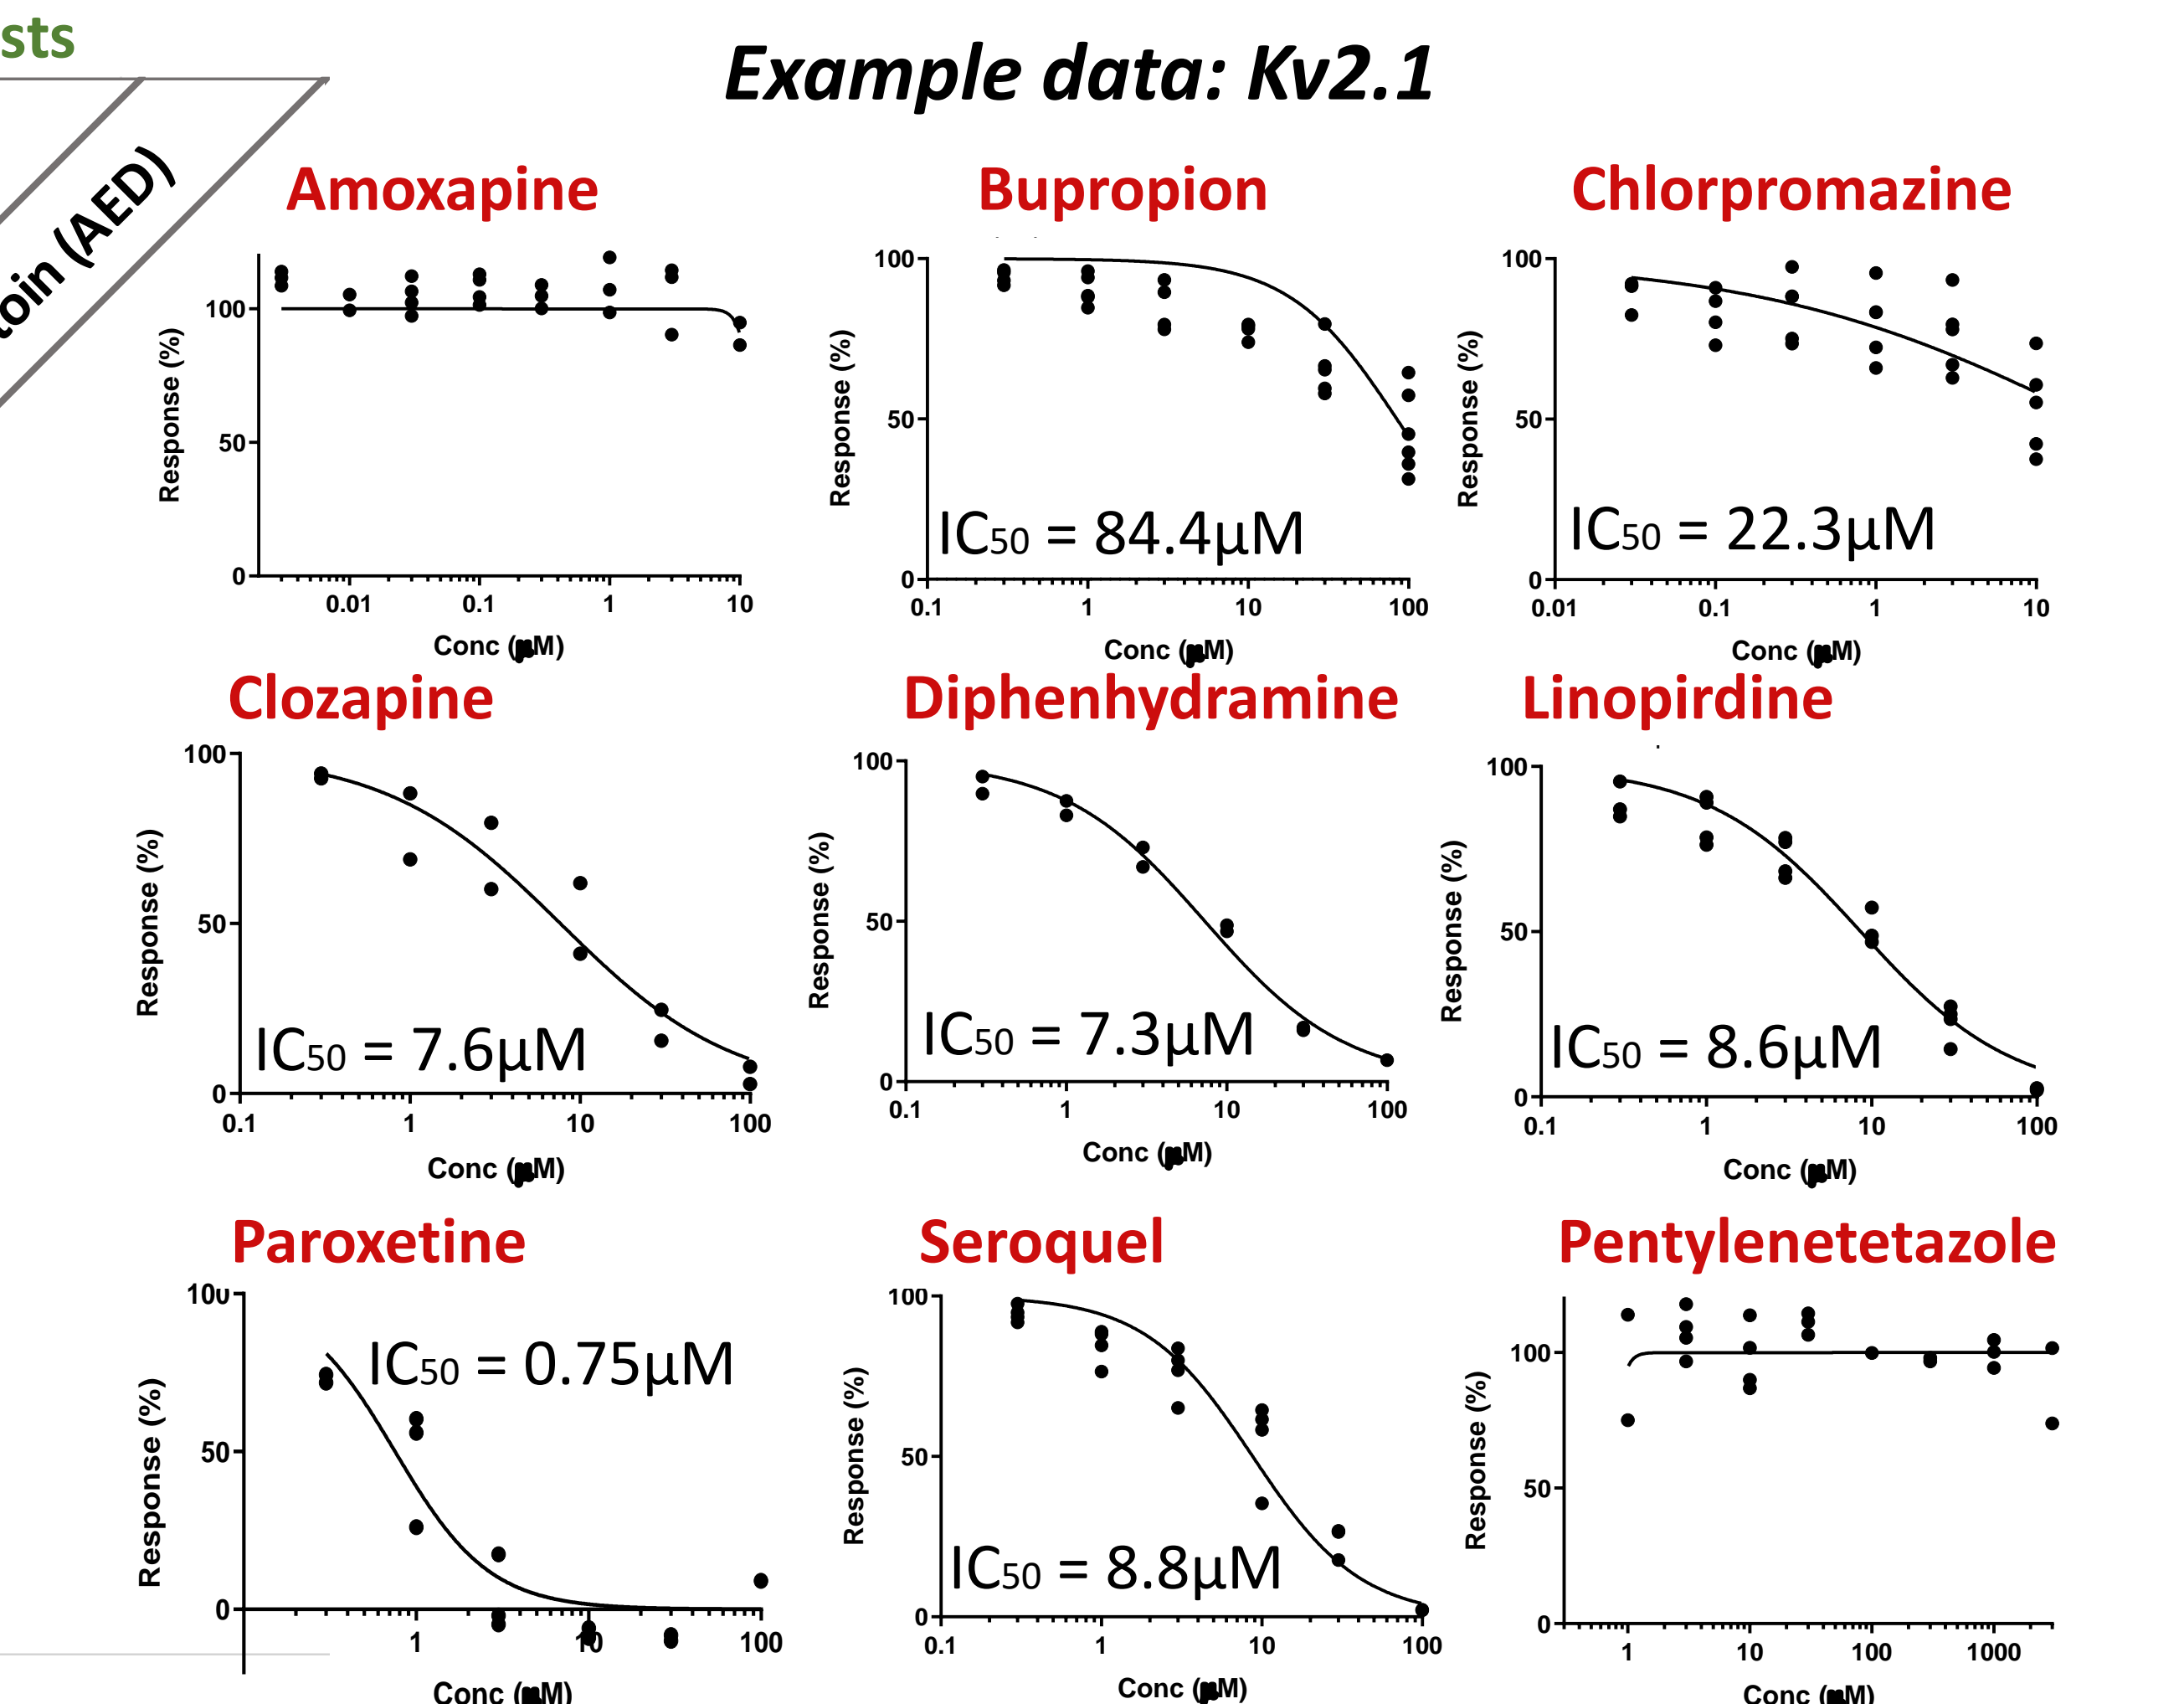 sts
Example data: Kv2.1
toin (AED)
Amoxapine
Bupropion
Chlorpromazine
Response (%)
100
50
0
0.01 0.1 1 10
Conc (µM)
Response (%)
100
50
0
IC50 = 84.4µM
0.1 1 10 100
Conc (µM)
Response (%)
100
50
0
IC50 = 22.3µM
0.01 0.1 1 10
Conc (µM)
Clozapine
Diphenhydramine
Linopirdine
Response (%)
100
50
0
IC50 = 7.6µM
0.1 1 10 100
Conc (µM)
Response (%)
100
50
0
IC50 = 7.3µM
0.1 1 10 100
Conc (µM)
Response (%)
100
50
0
IC50 = 8.6µM
0.1 1 10 100
Conc (µM)
Paroxetine
Seroquel
Pentylenetetazole
Response (%)
100
50
0
IC50 = 0.75µM
1 10 100
Conc (µM)
Response (%)
100
50
0
IC50 = 8.8µM
0.1 1 10 100
Conc (µM)
Response (%)
100
50
0
1 10 100 1000
Conc (µM)